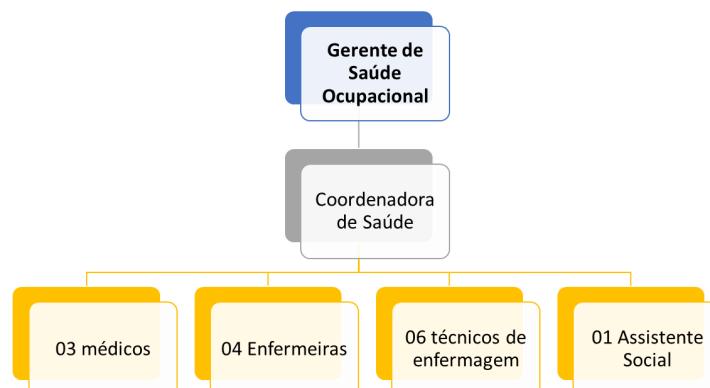 Gerente de
Saúde
Ocupacional
Coordenadora
de Saúde
03 médicos
04 Enfermeiras
06 técnicos de
enfermagem
01 Assistente
Social